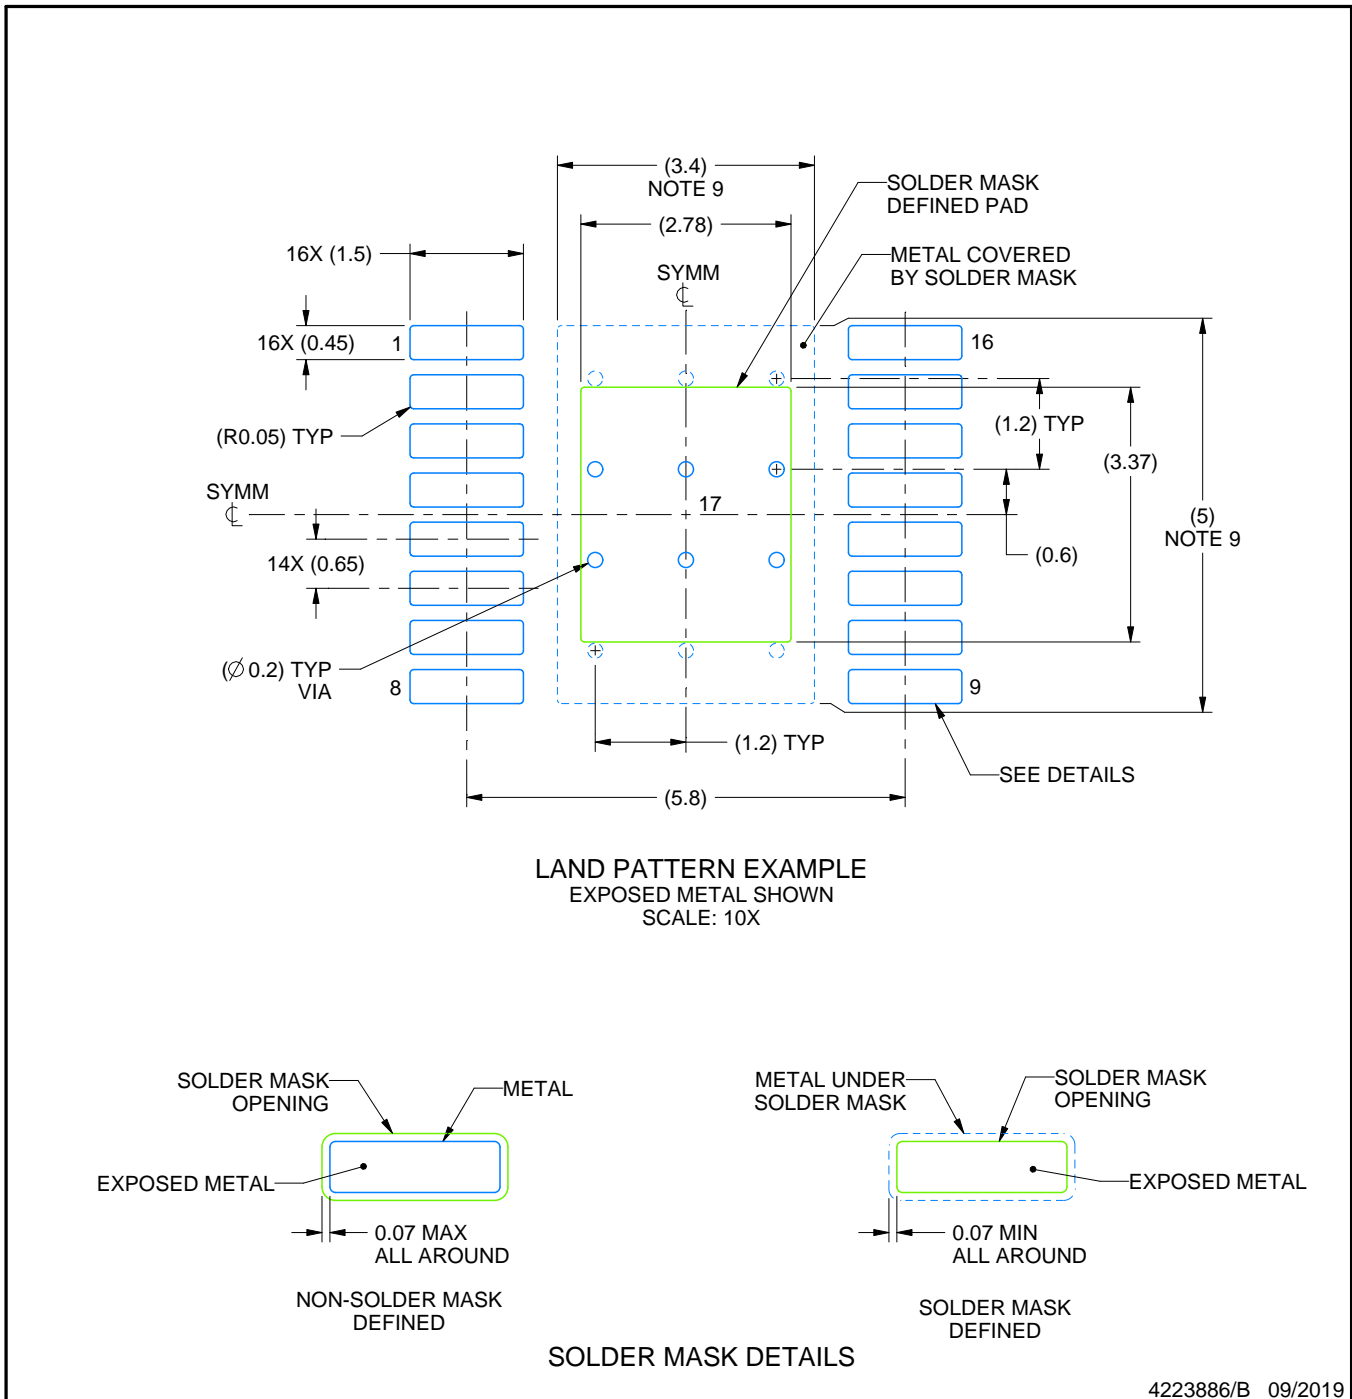 (3.4)
NOTE 9
SOLDER MASK
DEFINED PAD
(2.78)
16X (1.5)
METAL COVERED
BY SOLDER MASK
SYMM
℄
16X (0.45)
1
16
(R0.05) TYP
(1.2) TYP
(3.37)
SYMM
℄
17
(5)
NOTE 9
14X (0.65)
(0.6)
(∅ 0.2) TYP
VIA
8
9
(1.2) TYP
SEE DETAILS
(5.8)
LAND PATTERN EXAMPLE
EXPOSED METAL SHOWN
SCALE: 10X
SOLDER MASK
OPENING
METAL
EXPOSED METAL
0.07 MAX
ALL AROUND
NON-SOLDER MASK
DEFINED
METAL UNDER
SOLDER MASK
SOLDER MASK
OPENING
EXPOSED METAL
0.07 MIN
ALL AROUND
SOLDER MASK
DEFINED
SOLDER MASK DETAILS
4223886/B 09/2019